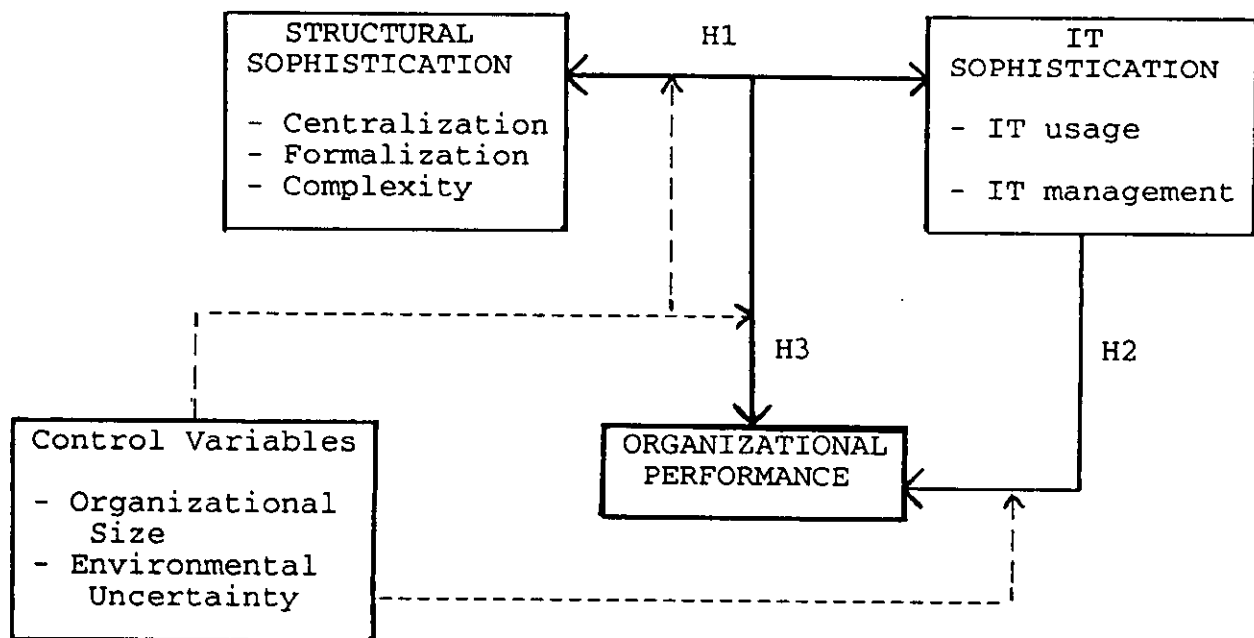 STRUCTURAL
SOPHISTICATION
- Centralization
- Formalization
- Complexity
H1
IT
SOPHISTICATION
- IT usage
- IT management
H3
H2
Control Variables
- Organizational
Size
- Environmental
Uncertainty
ORGANIZATIONAL
PERFORMANCE